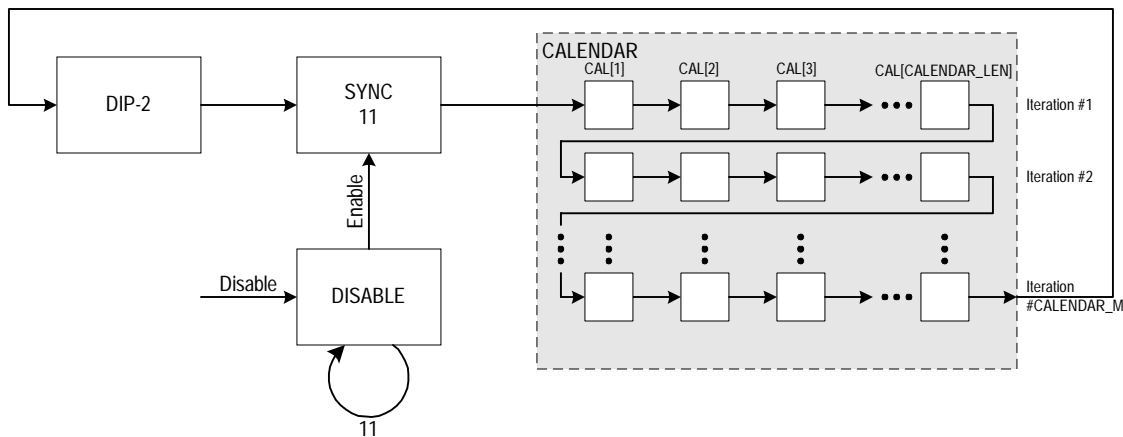 CALENDAR
CAL[1]
CAL[2]
CAL[3]
CAL[CALENDAR_LEN]
DIP-2
SYNC
11
Iteration #1
Iteration #2
Enable
Disable
DISABLE
Iteration
#CALENDAR_M
11